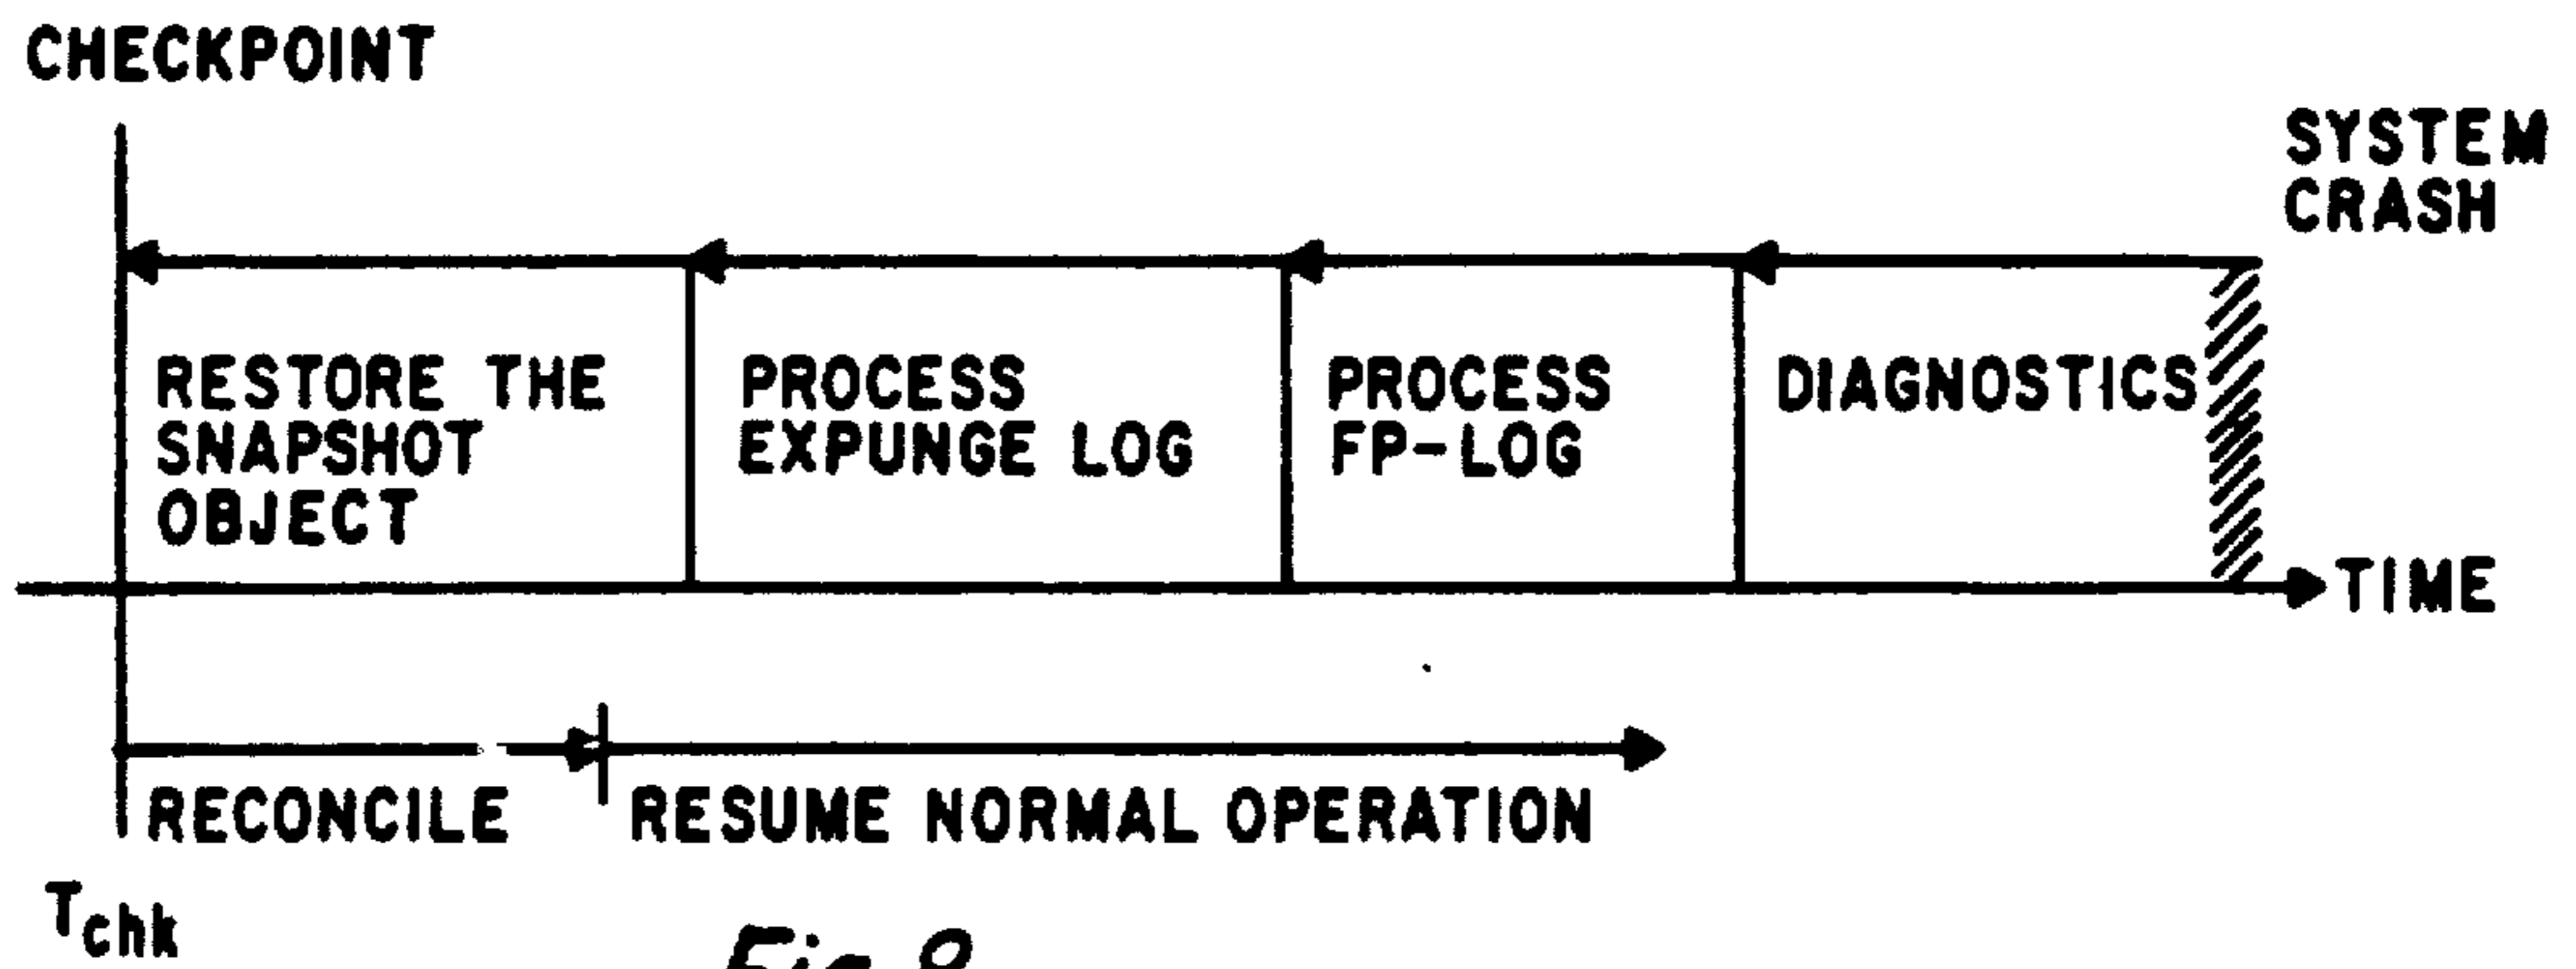 CHECKPOINT
SYSTEM
CRASH
RESTORE THE
SNAPSHOT
OBJECT
PROCESS
EXPUNGE LOG
PROCESS
FP-LOG
DIAGNOSTICS
TIME
RECONCILE
RESUME NORMAL OPERATION
Tchk